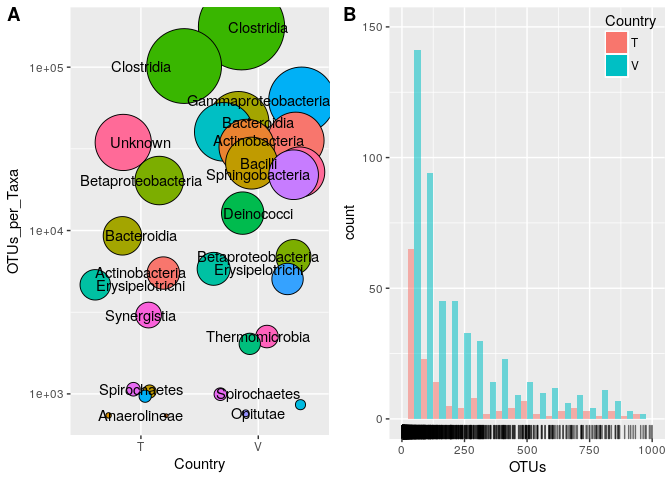 A
B
OTUs_per_Taxa
1e+05
1e+04
1e+03
Clostridia
Clostridia
Gammaproteobacteria
Bacteroidia
Actinobacteria
Unknown
Bacilli
Sphingobacteria
Betaproteobacteria
Deinococci
Bacteroidia
Betaproteobacteria
Actinobacteria
Erysipelotrichi
Erysipelotrichi
Synergistia
Thermomicrobia
Spirochaetes
Spirochaetes
Anaerolineae
Opitutae
T
V
Country
count
150
100
50
0
Country
T
V
0
250
500
750
1000
OTUs